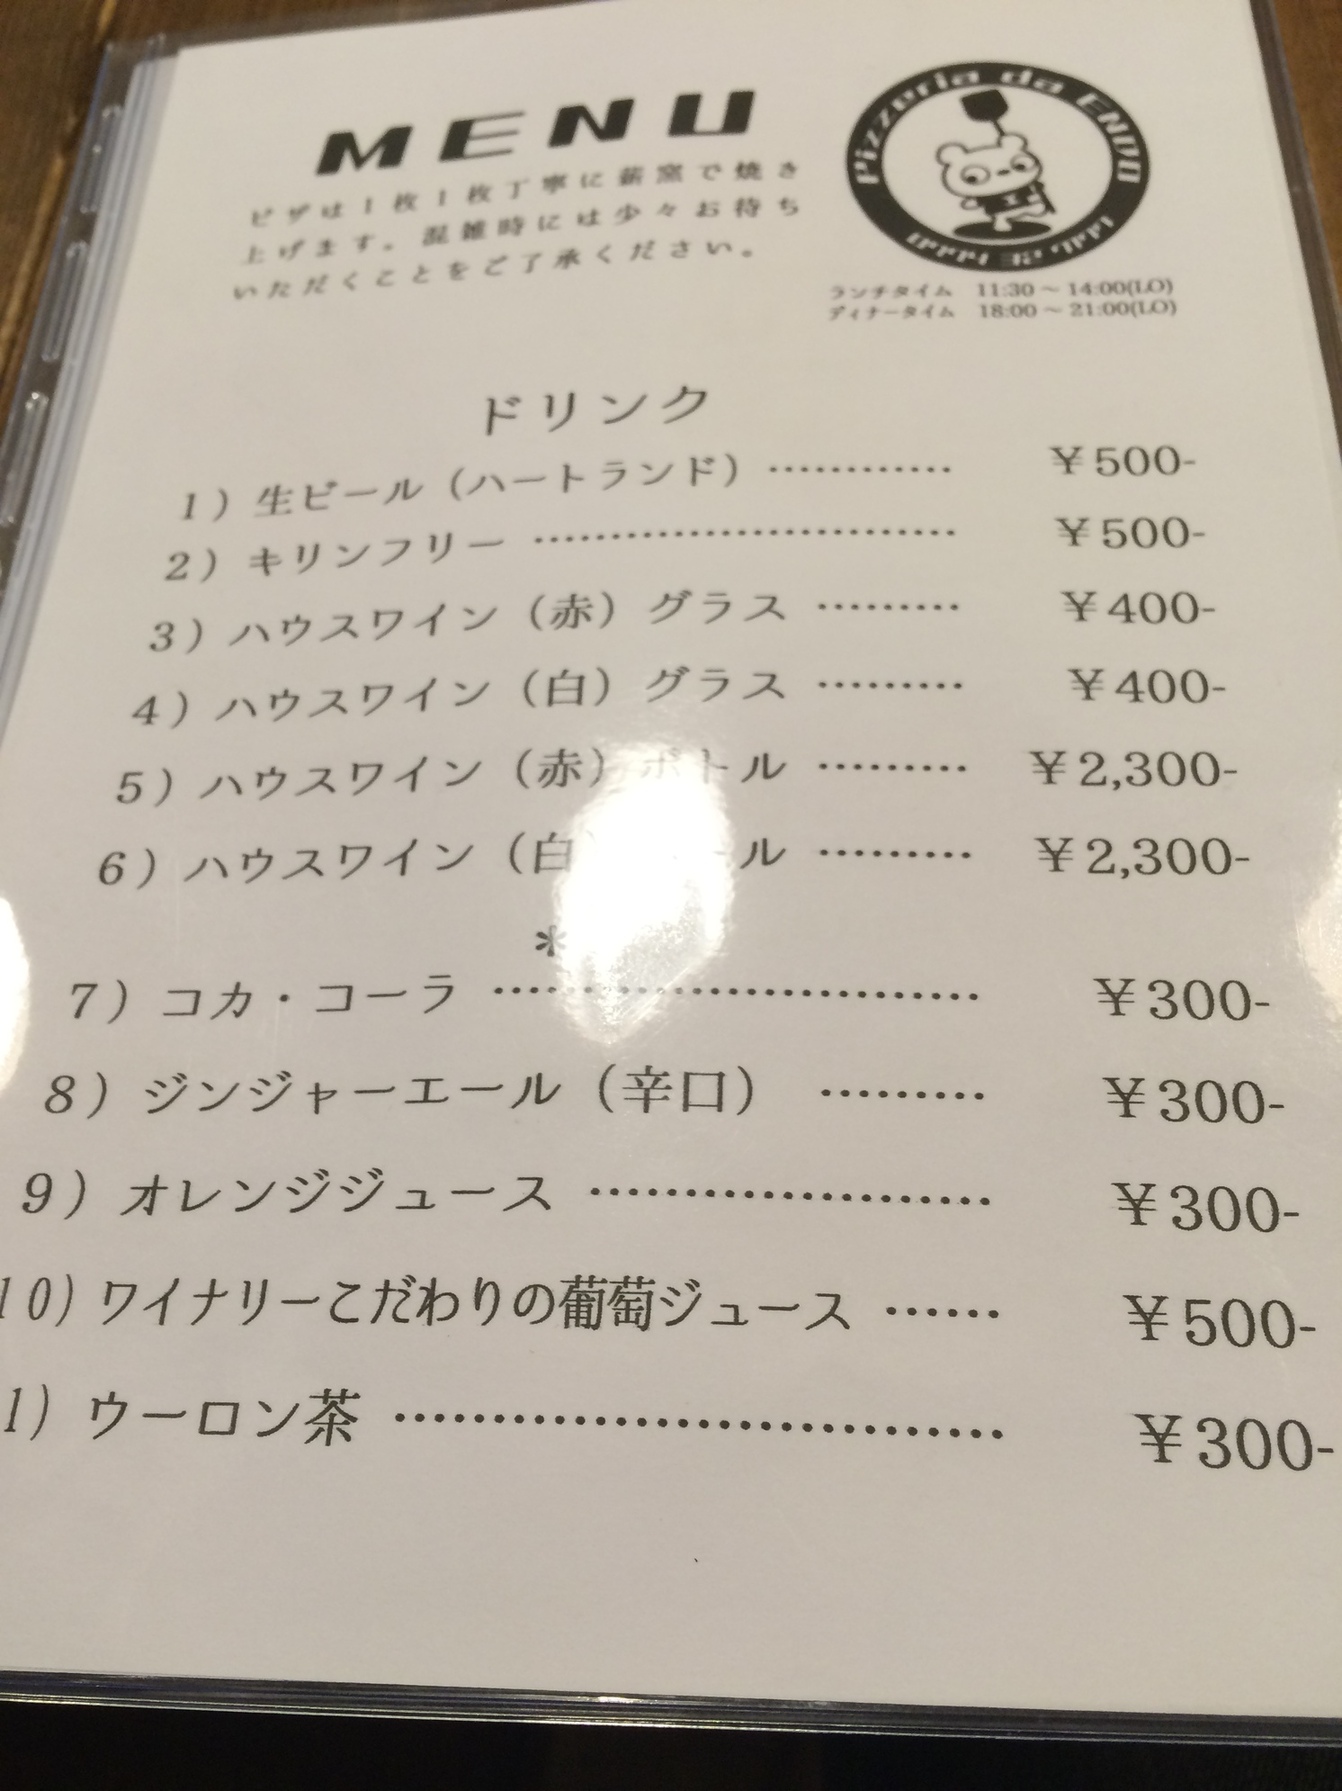 MENU
Pizzeria da ENDO
ピザは1枚1枚丁寧に薪窯で焼き
上げます。混雑時には少々お待ち
いただくことをご了承ください。
ランチタイム 11:30 ~ 14:00(LO)
ディナータイム 18:00 ~ 21:00(LO)
ドリンク
1) 生ビール (ハートランド) ………… ¥500-
2) キリンフリー …………………… ¥500-
3) ハウスワイン (赤) グラス ……… ¥400-
4) ハウスワイン (白) グラス ……… ¥400-
5) ハウスワイン (赤) ボトル ……… ¥2,300-
6) ハウスワイン (白 ル ……… ¥2,300-
*
7) コカ・コーラ ……………………… ¥300-
8) ジンジャーエール (辛口) ……… ¥300-
9) オレンジジュース ………………… ¥300-
10) ワイナリーこだわりの葡萄ジュース …… ¥500-
1) ウーロン茶 ………………………… ¥300-